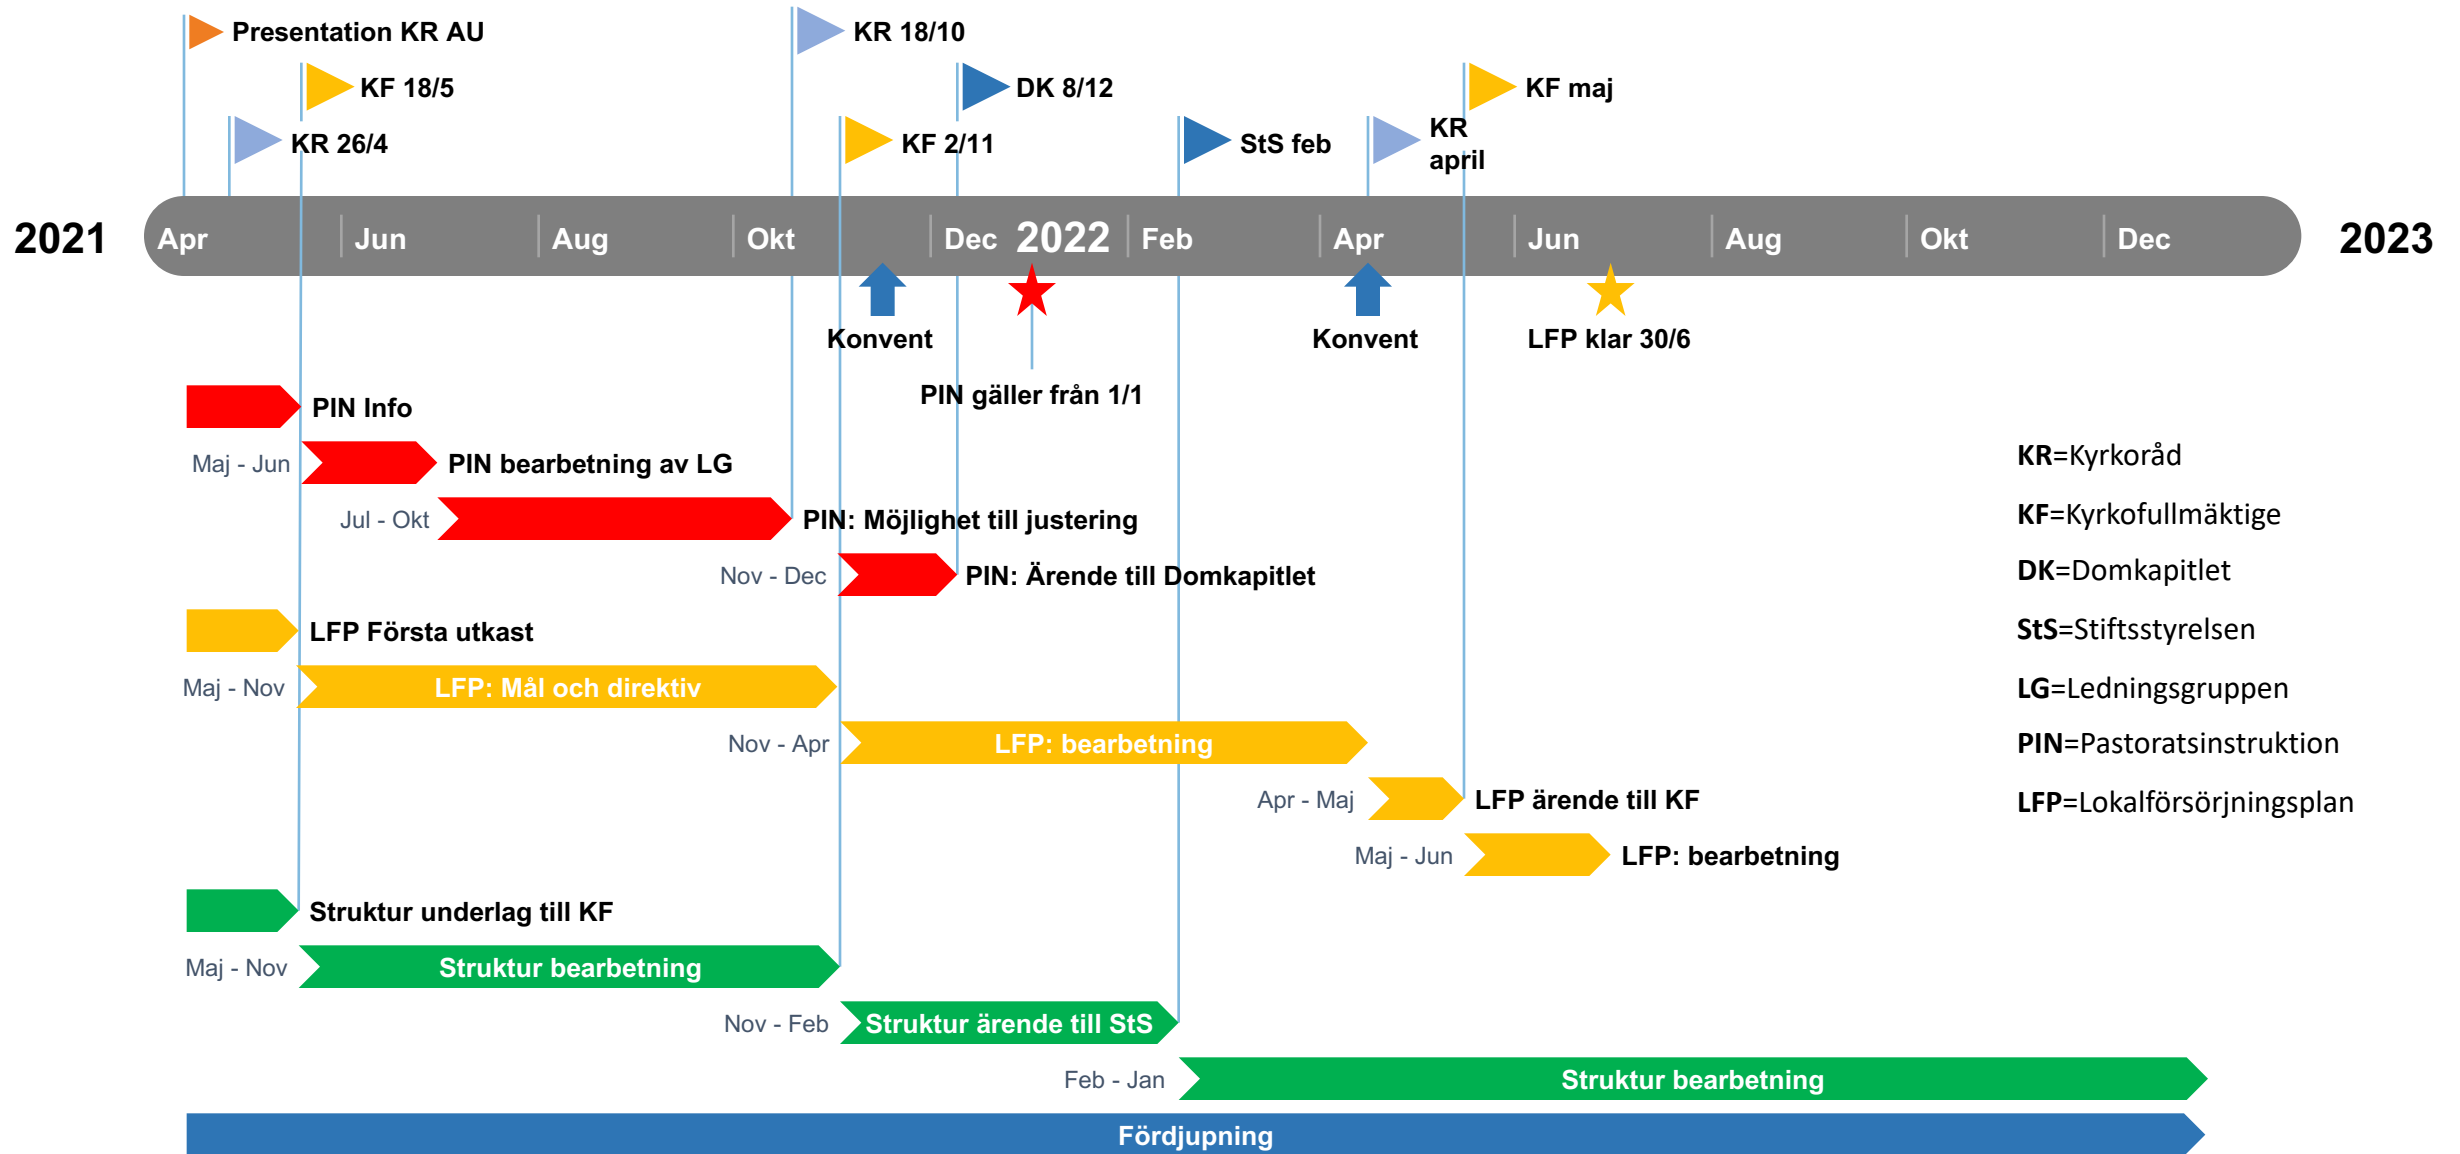 Presentation KR AU
KR 18/10
KF 18/5
DK 8/12
KF maj
KR 26/4
KF 2/11
StS feb
KR
april
2021
Apr
Jun
Aug
Okt
Dec
2022
Feb
Apr
Jun
Aug
Okt
Dec
2023
Konvent
Konvent
LFP klar 30/6
PIN gäller från 1/1
PIN Info
Maj - Jun
PIN bearbetning av LG
Jul - Okt
PIN: Möjlighet till justering
Nov - Dec
PIN: Ärende till Domkapitlet
LFP Första utkast
Maj - Nov
LFP: Mål och direktiv
Nov - Apr
LFP: bearbetning
Apr - Maj
LFP ärende till KF
Maj - Jun
LFP: bearbetning
Struktur underlag till KF
Maj - Nov
Struktur bearbetning
Nov - Feb
Struktur ärende till StS
Feb - Jan
Struktur bearbetning
Fördjupning
KR=Kyrkoråd
KF=Kyrkofullmäktige
DK=Domkapitlet
StS=Stiftsstyrelsen
LG=Ledningsgruppen
PIN=Pastoratsinstruktion
LFP=Lokalförsörjningsplan